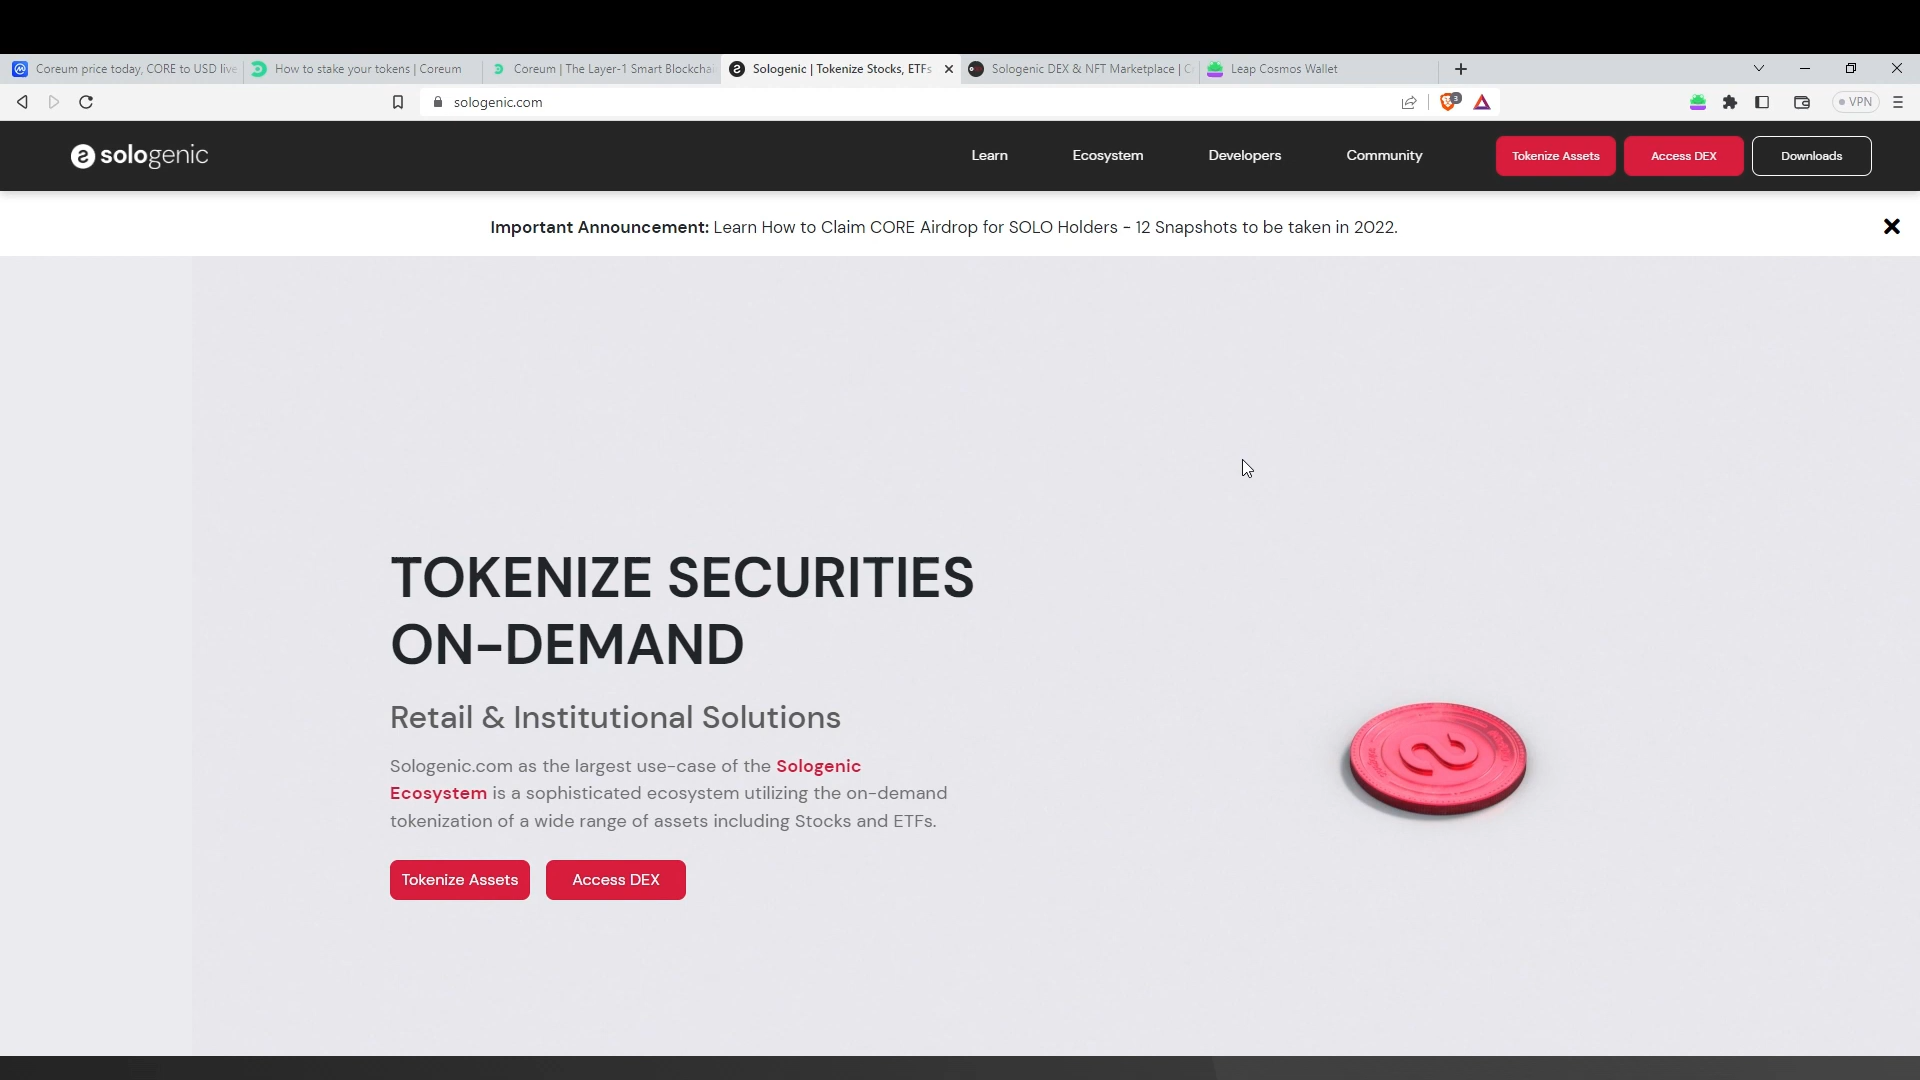 Coreum price today, CORE to USD live
How to stake your tokens | Coreum
Coreum | The Layer-1 Smart Blockchai
Sologenic | Tokenize Stocks, ETFs
Sologenic DEX & NFT Marketplace | C
Leap Cosmos Wallet
sologenic.com
3
VPN
sologenic
Learn
Ecosystem
Developers
Community
Tokenize Assets
Access DEX
Downloads
Important Announcement: Learn How to Claim CORE Airdrop for SOLO Holders - 12 Snapshots to be taken in 2022.
TOKENIZE SECURITIES
ON-DEMAND
Retail & Institutional Solutions
Sologenic.com as the largest use-case of the Sologenic
Ecosystem is a sophisticated ecosystem utilizing the on-demand
tokenization of a wide range of assets including Stocks and ETFs.
Tokenize Assets
Access DEX